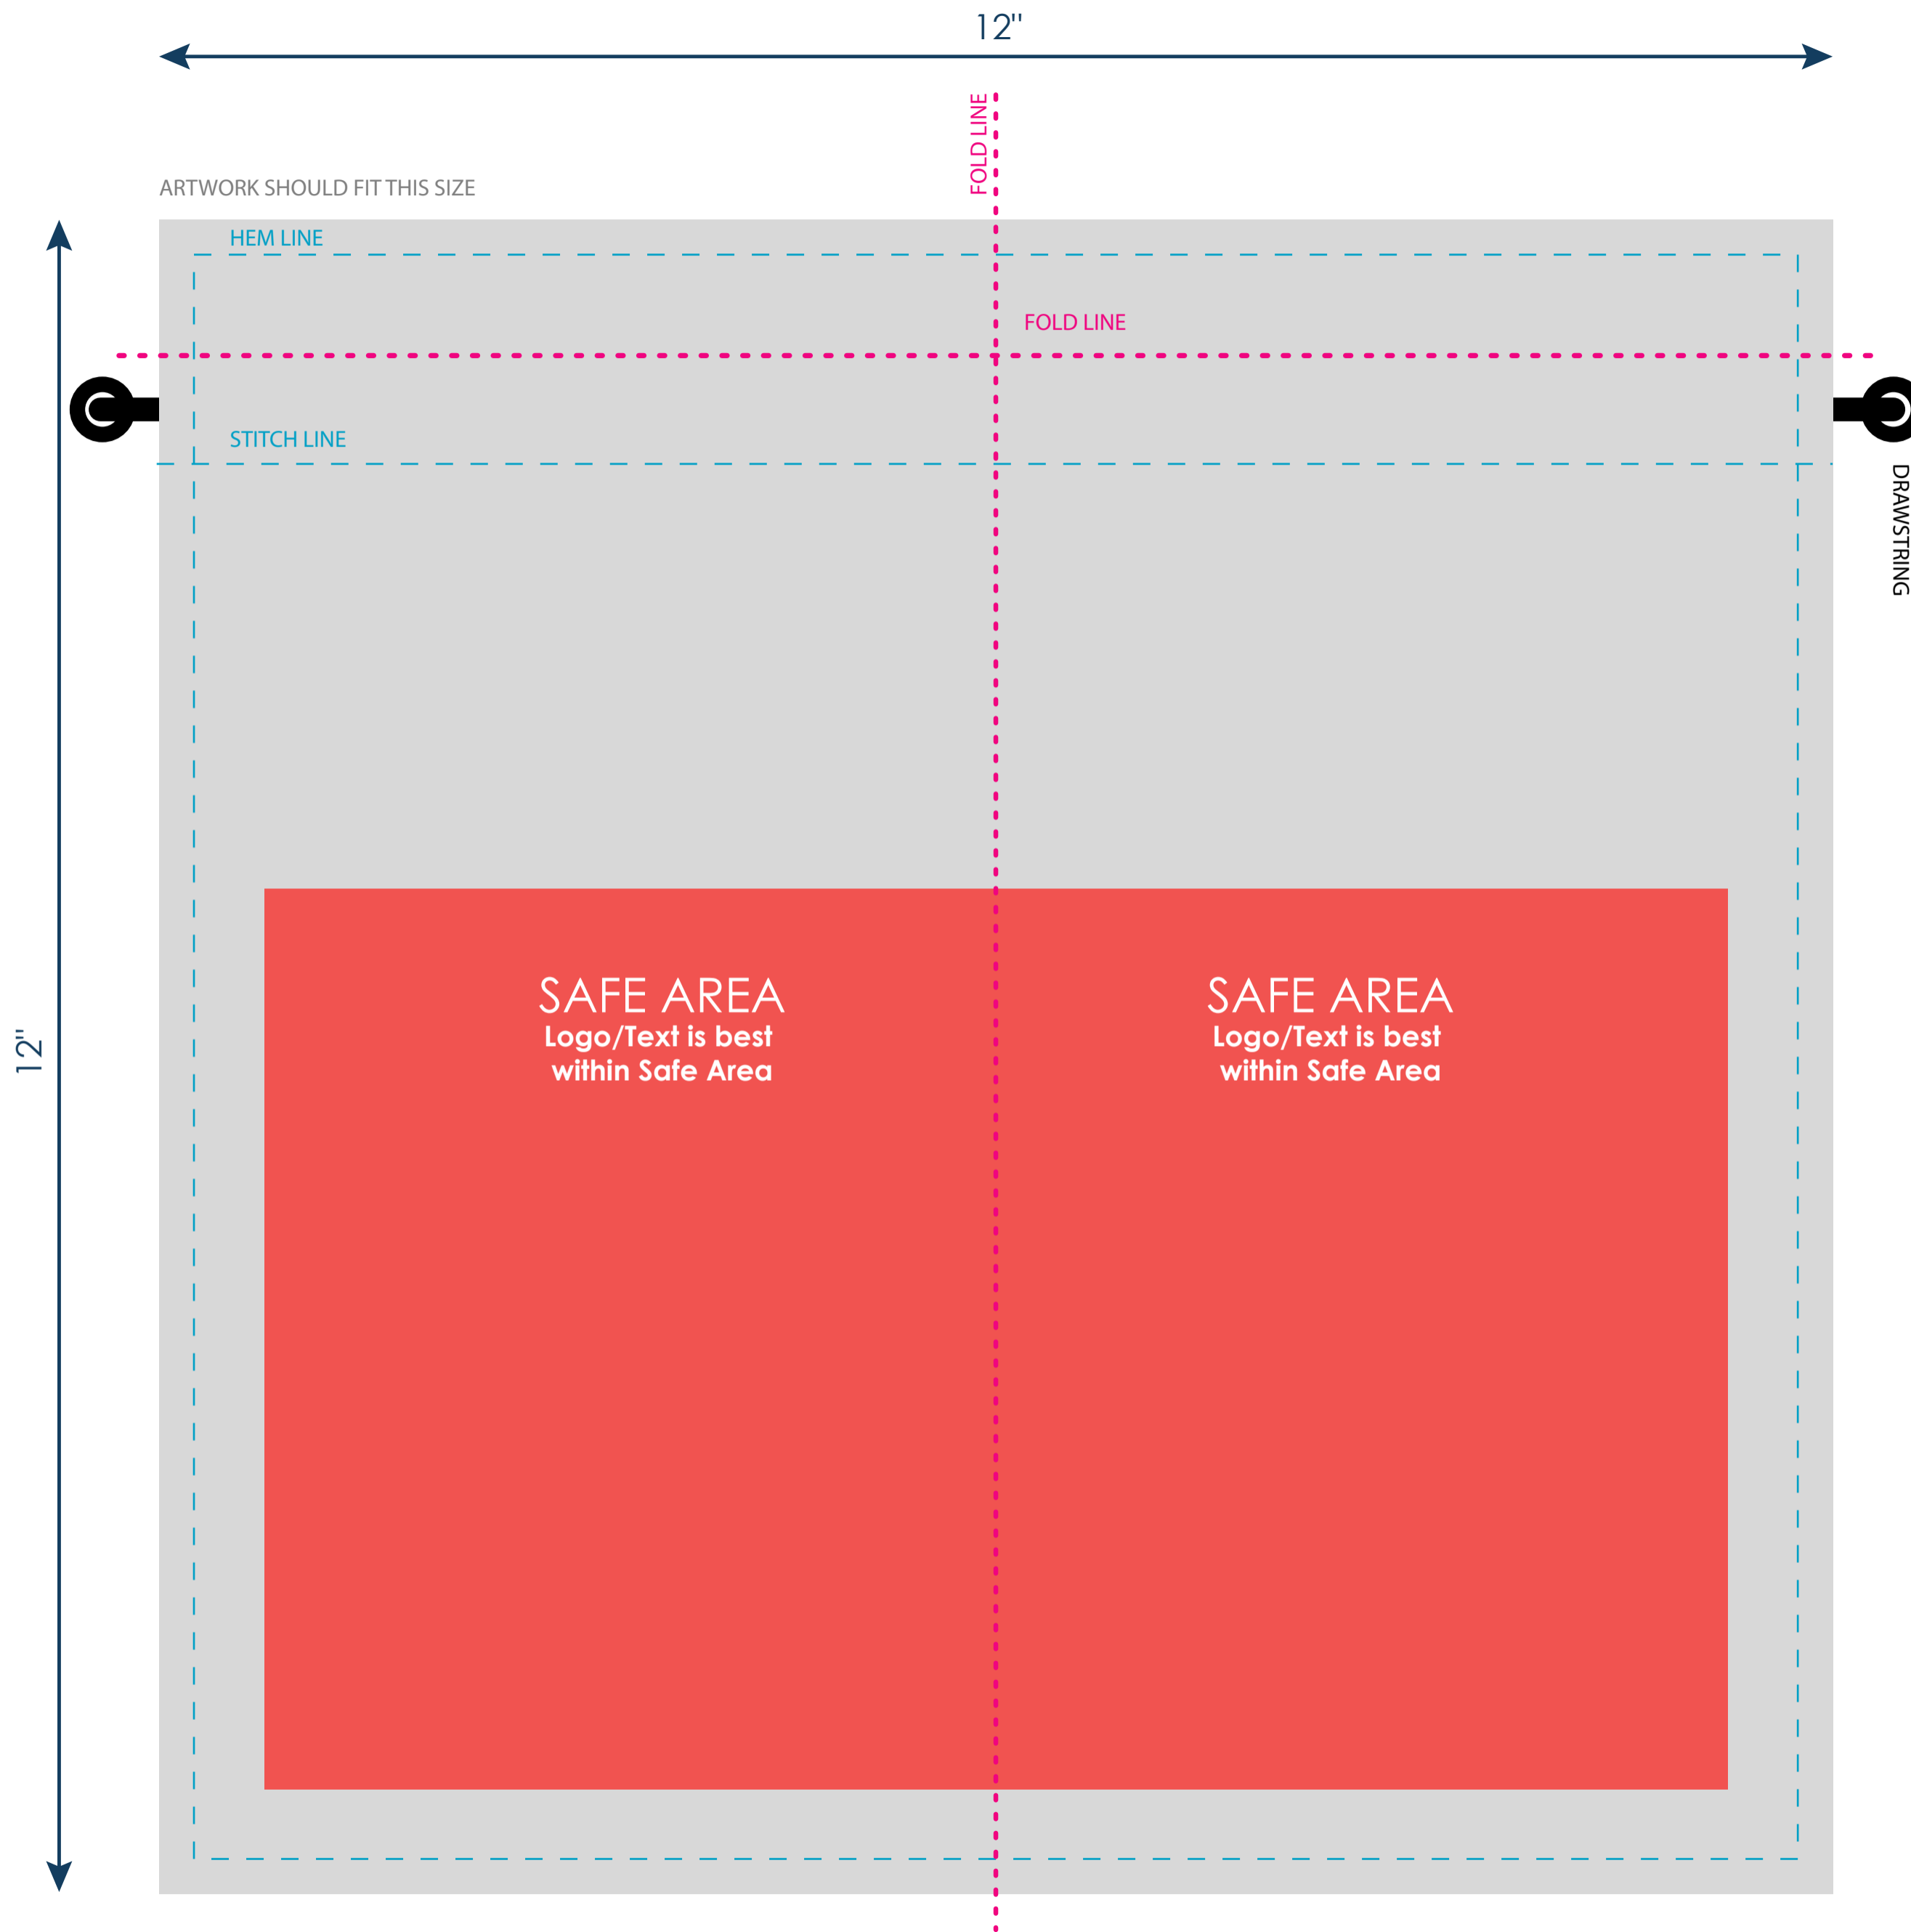 12"
FOLD LINE
ARTWORK SHOULD FIT THIS SIZE
HEM LINE
FOLD LINE
STITCH LINE
DRAWSTRING
12"
SAFE AREA
Logo/Text is best
within Safe Area
SAFE AREA
Logo/Text is best
within Safe Area